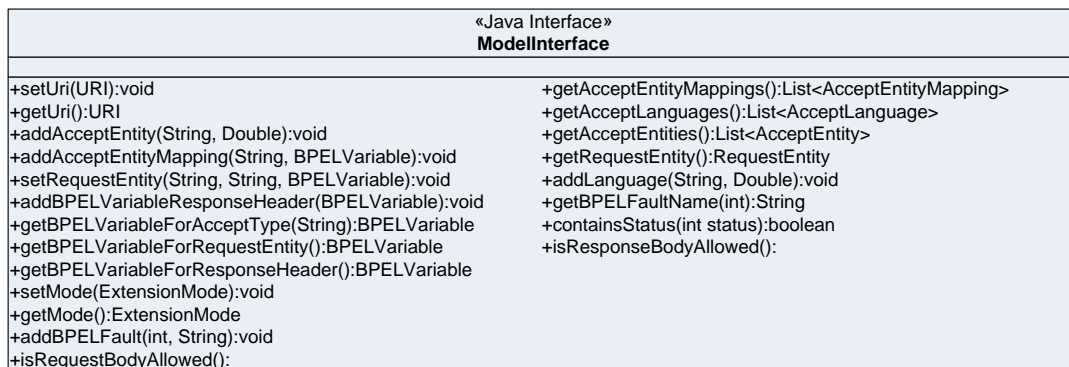 «Java Interface»
ModelInterface
+setUri(URI):void
+getUri():URI
+addAcceptEntity(String, Double):void
+addAcceptEntityMapping(String, BPELVariable):void
+setRequestEntity(String, String, BPELVariable):void
+addBPELVariableResponseHeader(BPELVariable):void
+getBPELVariableForAcceptType(String):BPELVariable
+getBPELVariableForRequestEntity():BPELVariable
+getBPELVariableForResponseHeader():BPELVariable
+setMode(ExtensionMode):void
+getMode():ExtensionMode
+addBPELFault(int, String):void
+isRequestBodyAllowed():
+getAcceptEntityMappings():List<AcceptEntityMapping>
+getAcceptLanguages():List<AcceptLanguage>
+getAcceptEntities():List<AcceptEntity>
+getRequestEntity():RequestEntity
+addLanguage(String, Double):void
+getBPELFaultName(int):String
+containsStatus(int status):boolean
+isResponseBodyAllowed():